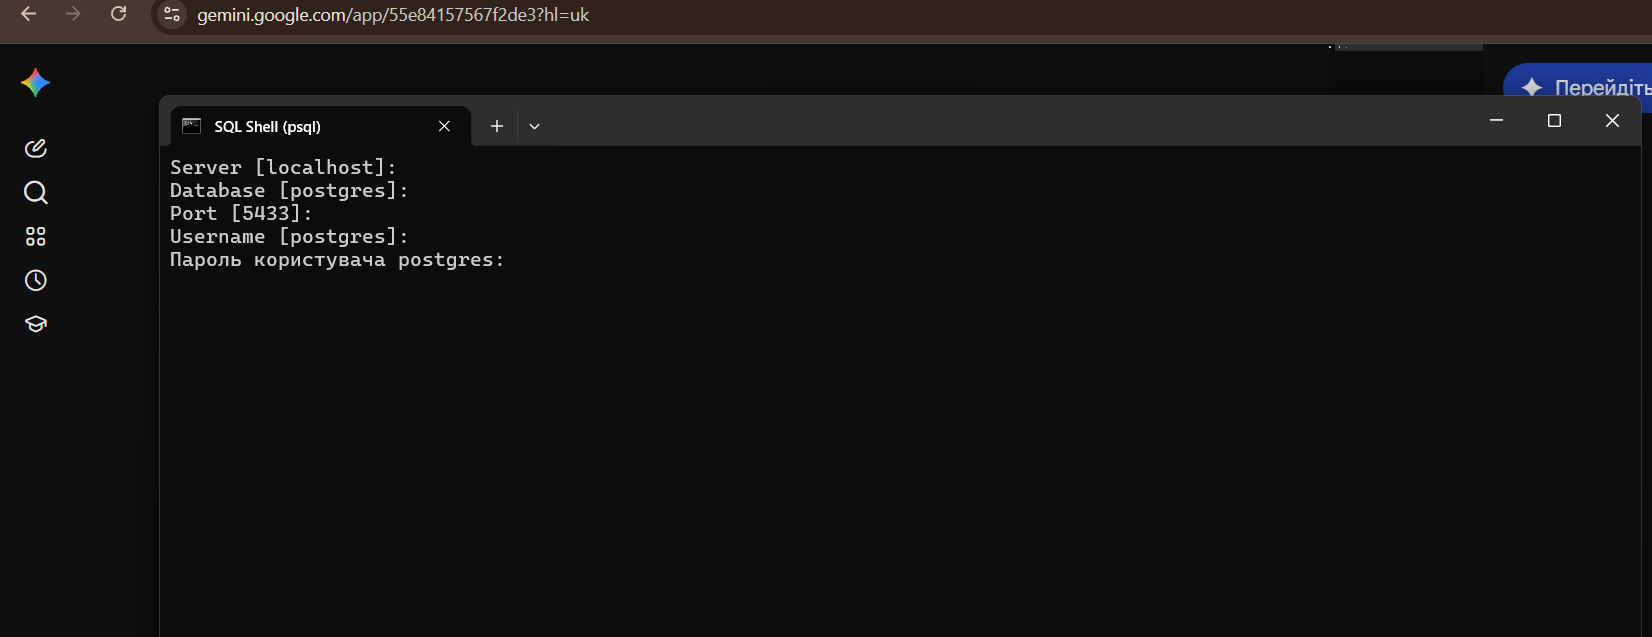 gemini.google.com/app/55e84157567f2de3?hl=uk
Перейдіть
SQL Shell (psql)
Server [localhost]:
Database [postgres]:
Port [5433]:
Username [postgres]:
Пароль користувача postgres: